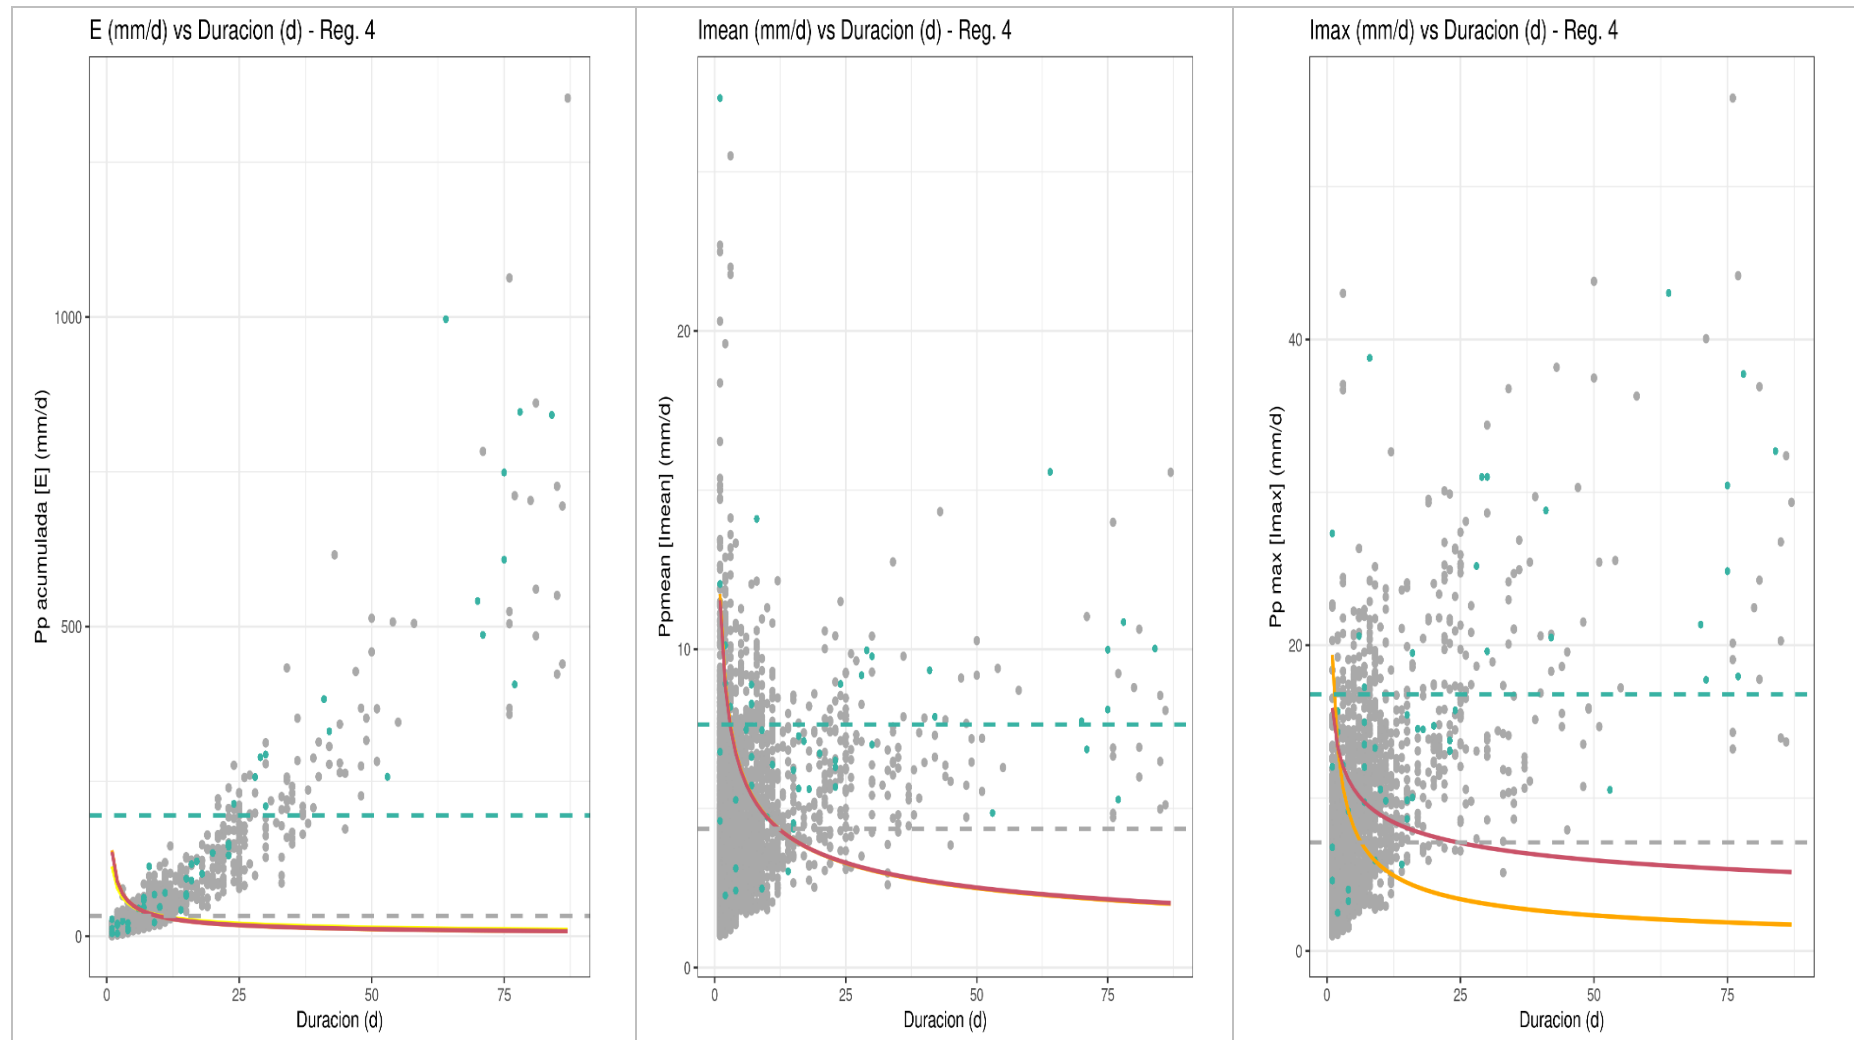 E (mm/d) vs Duracion (d) - Reg. 4
Pp acumulada [E] (mm/d)
1000
500
0
0 25 50 75
Duracion (d)
Imean (mm/d) vs Duracion (d) - Reg. 4
Ppmean [Imean] (mm/d)
20
10
0
0 25 50 75
Duracion (d)
Imax (mm/d) vs Duracion (d) - Reg. 4
Pp max [Imax] (mm/d)
40
20
0
0 25 50 75
Duracion (d)